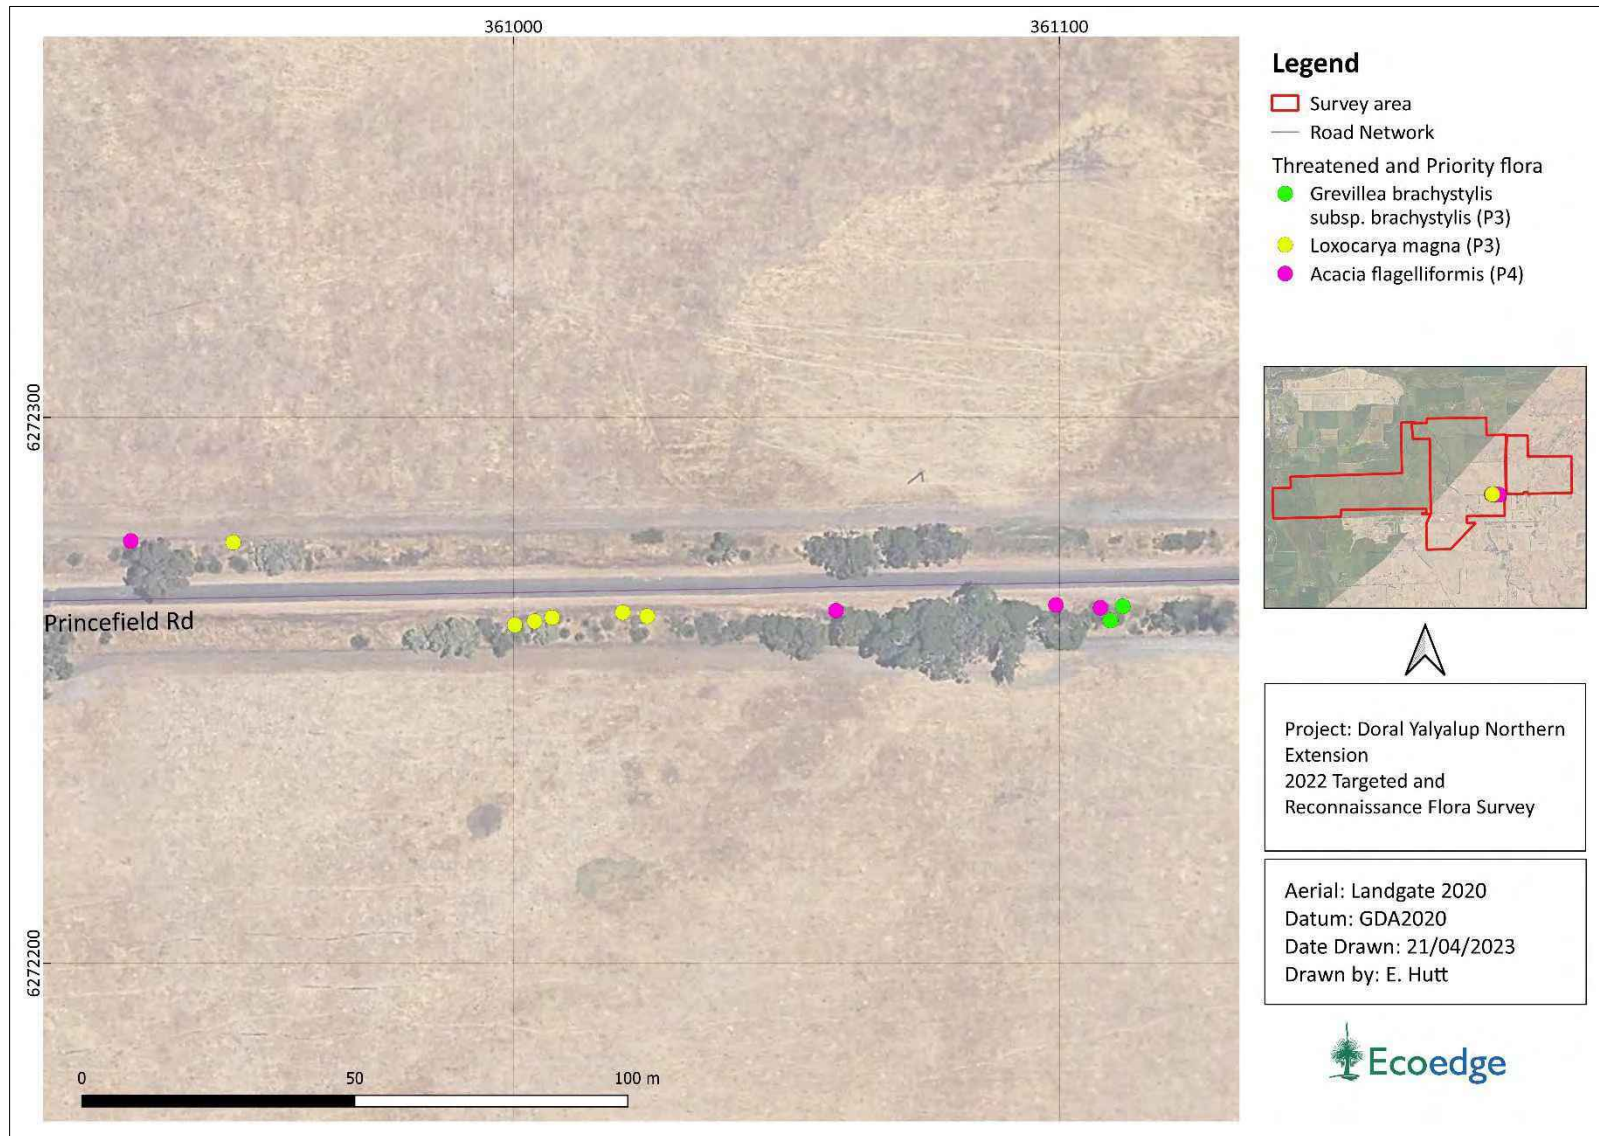 361000
361100
6272300
6272200
Princefield Rd
0
50
100 m
Legend
Survey area
Road Network
Threatened and Priority flora
Grevillea brachystylis
subsp. brachystylis (P3)
Loxocarya magna (P3)
Acacia flagelliformis (P4)
Project: Doral Yalyalup Northern
Extension
2022 Targeted and
Reconnaissance Flora Survey
Aerial: Landgate 2020
Datum: GDA2020
Date Drawn: 21/04/2023
Drawn by: E. Hutt
Ecoedge